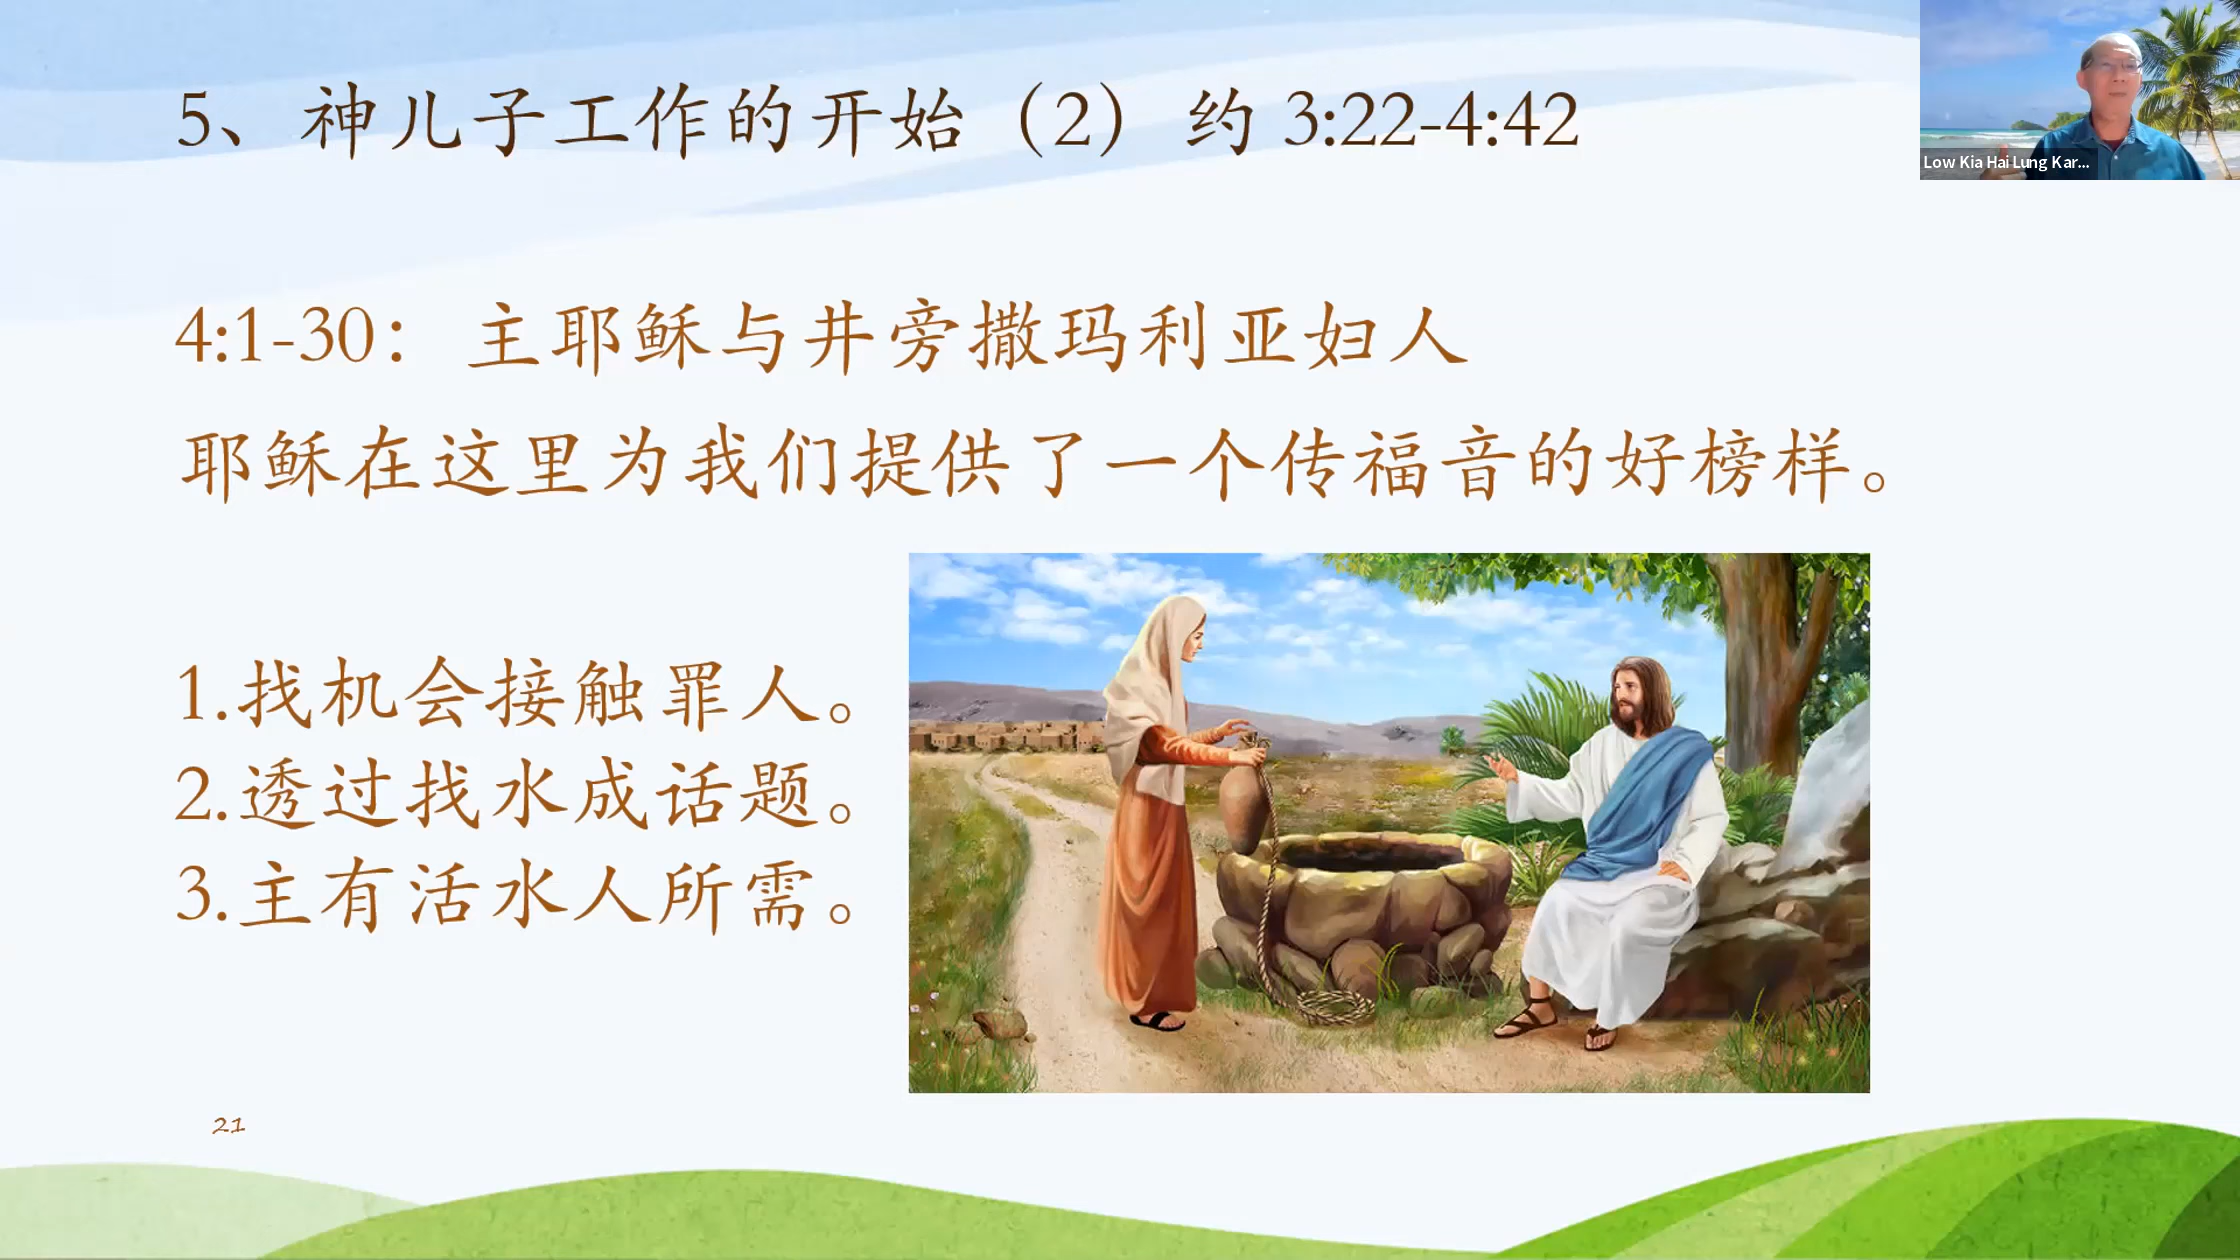 5、神儿子工作的开始（2） 约 3:22-4:42
Low Kia Hai Lung Kar...
4:1-30： 主耶稣与井旁撒玛利亚妇人
耶稣在这里为我们提供了一个传福音的好榜样。
1.找机会接触罪人。
2.透过找水成话题。
3.主有活水人所需。
21